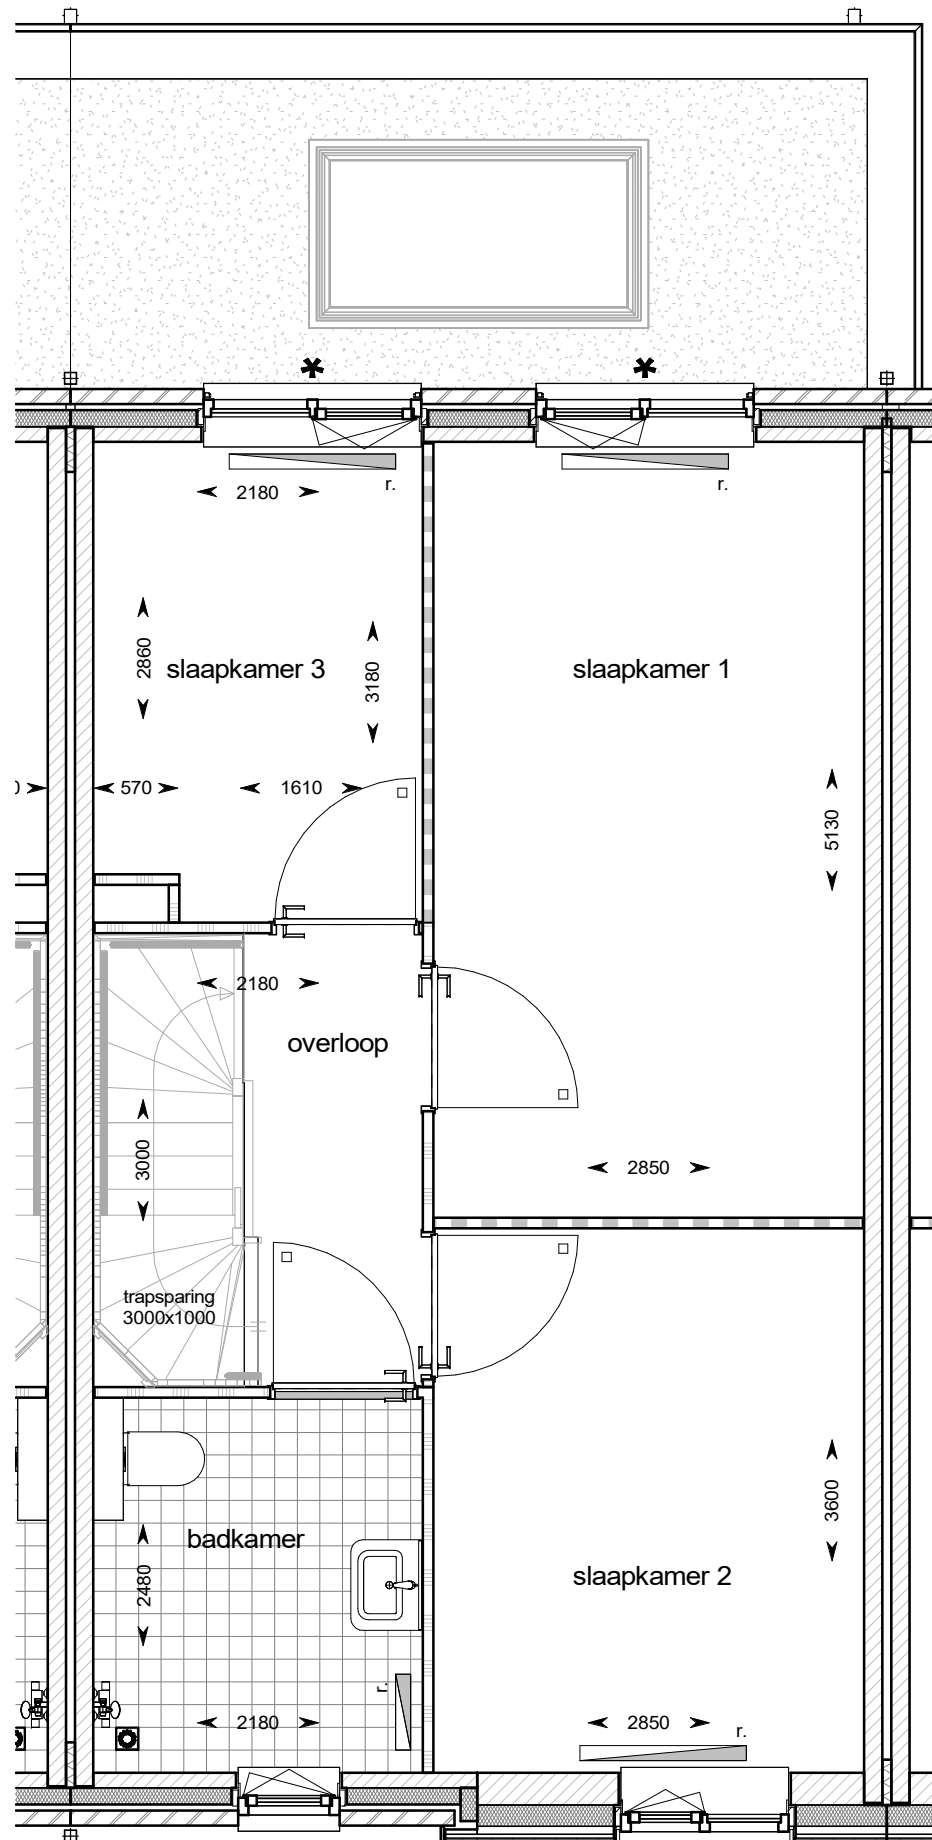 *
*
r.
r.
2180
2860
slaapkamer 3
3180
slaapkamer 1
0
570
1610
5130
2180
overloop
3000
2850
trapsparing
3000x1000
badkamer
2480
3600
slaapkamer 2
r.
2180
2850
r.